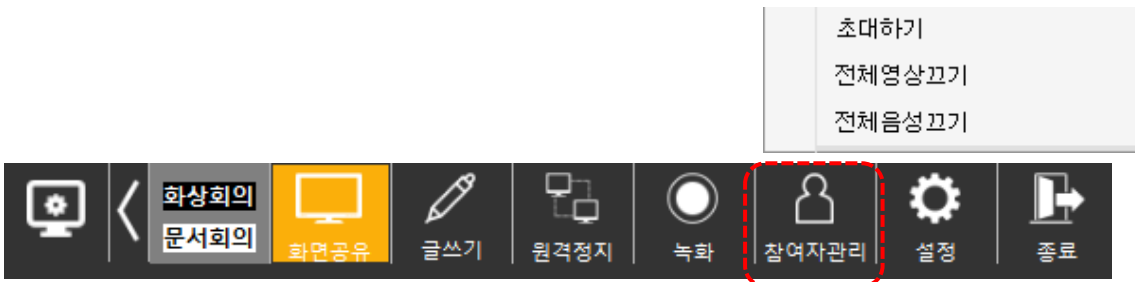 초대하기
전체영상끄기
전체음성끄기
화상회의
문서회의
화면공유
글쓰기
원격정지
녹화
참여자관리
설정
종료